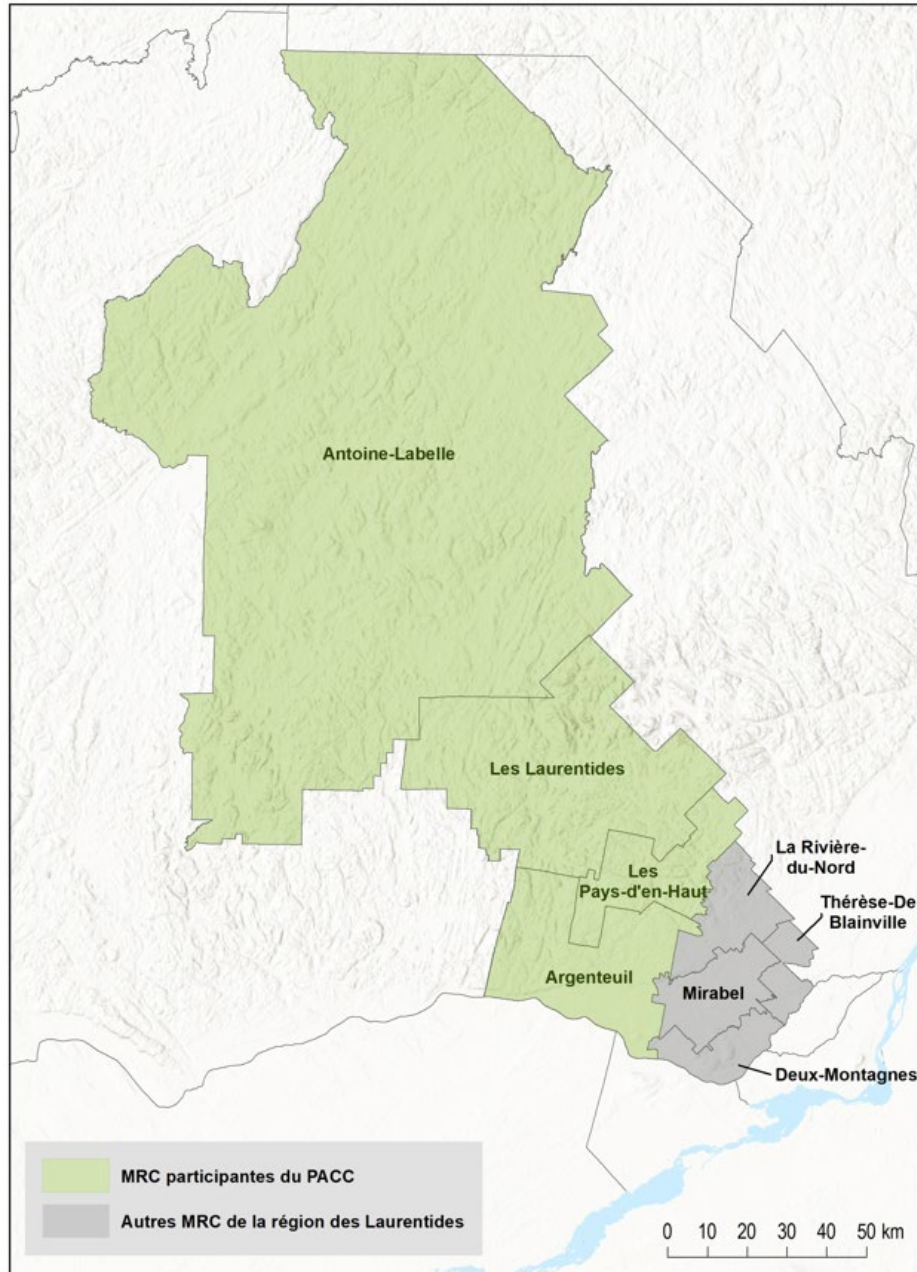 Antoine-Labelle
Les Laurentides
La Rivière-
du-Nord
Les
Pays-d'en-Haut
Thérèse-De
Blainville
Argenteuil
Mirabel
Deux-Montagnes
MRC participantes du PACC
Autres MRC de la région des Laurentides
0 10 20 30 40 50 km